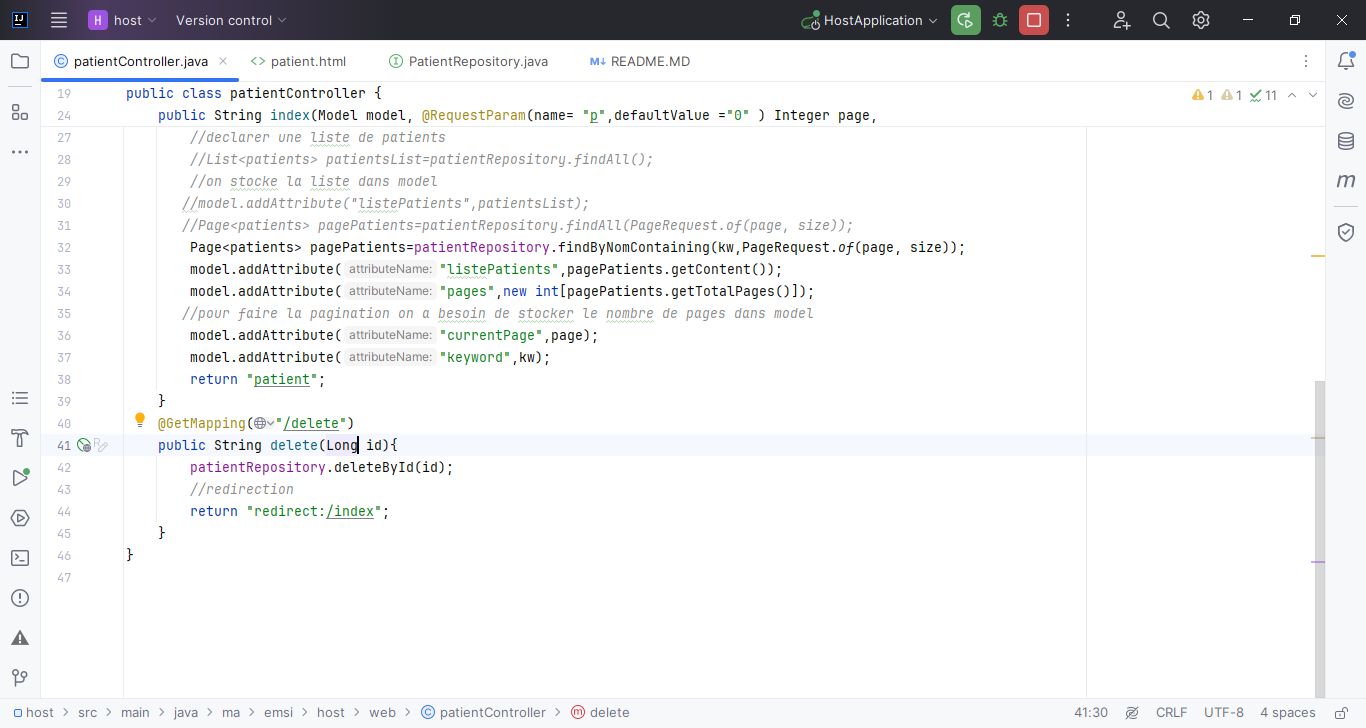 H host Version control HostApplication
patientController.java patient.html PatientRepository.java README.MD
19 public class patientController { 1 1 11
24 public String index(Model model, @RequestParam(name= "p",defaultValue ="0" ) Integer page,
27 //declarer une liste de patients
28 //List<patients> patientsList=patientRepository.findAll();
29 //on stocke la liste dans model
30 //model.addAttribute("listePatients",patientsList);
31 //Page<patients> pagePatients=patientRepository.findAll(PageRequest.of(page, size));
32 Page<patients> pagePatients=patientRepository.findByNomContaining(kw,PageRequest.of(page, size));
33 model.addAttribute( attributeName: "listePatients",pagePatients.getContent());
34 model.addAttribute( attributeName: "pages",new int[pagePatients.getTotalPages()]);
35 //pour faire la pagination on a besoin de stocker le nombre de pages dans model
36 model.addAttribute( attributeName: "currentPage",page);
37 model.addAttribute( attributeName: "keyword",kw);
38 return "patient";
39 }
40 @GetMapping("/delete")
41 public String delete(Long id){
42 patientRepository.deleteById(id);
43 //redirection
44 return "redirect:/index";
45 }
46 }
47
host > src > main > java > ma > emsi > host > web > patientController > delete 41:30 CRLF UTF-8 4 spaces